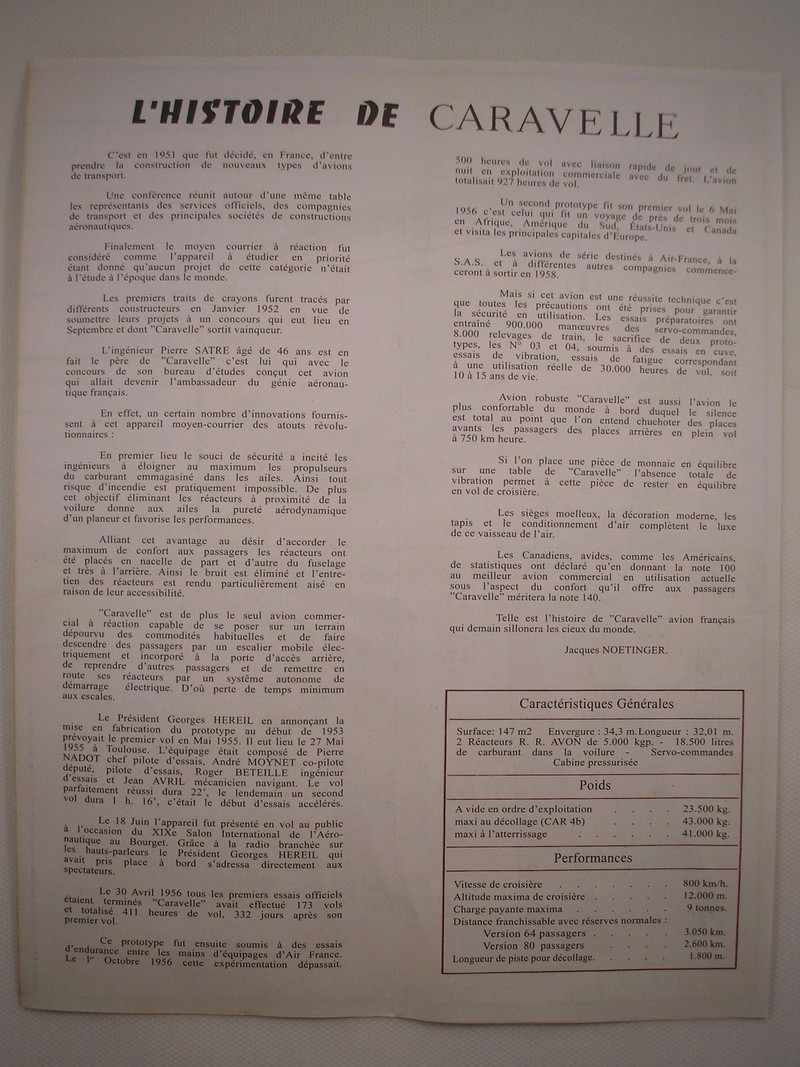 L'HISTOIRE DE CARAVELLE
C'est en 1951 que fut décidé, en France, d'entre
prendre la construction de nouveaux types d'avions
de transport.
Une conférence réunit autour d'une même table
les représentants des services officiels, des compagnies
de transport et des principales sociétés de constructions
aéronautiques.
Finalement le moyen courrier à réaction fut
considéré comme l'appareil à étudier en priorité
étant donné qu'aucun projet de cette catégorie n'était
à l'étude à l'époque dans le monde.
Les premiers traits de crayons furent tracés par
différents constructeurs en Janvier 1952 en vue de
soumettre leurs projets à un concours qui eut lieu en
Septembre et dont "Caravelle" sortit vainqueur.
L'ingénieur Pierre SATRE âgé de 46 ans est en
fait le père de "Caravelle" c'est lui qui avec le
concours de son bureau d'études conçut cet avion
qui allait devenir l'ambassadeur du génie aéronau-
tique français.
En effet, un certain nombre d'innovations fournis-
sent à cet appareil moyen-courrier des atouts révolu-
tionnaires :
En premier lieu le souci de sécurité a incité les
ingénieurs à éloigner au maximum les propulseurs
du carburant emmagasiné dans les ailes. Ainsi tout
risque d'incendie est pratiquement impossible. De plus
cet objectif éliminant les réacteurs à proximité de la
voilure donne aux ailes la pureté aérodynamique
d'un planeur et favorise les performances.
Alliant cet avantage au désir d'accorder le
maximum de confort aux passagers les réacteurs ont
été placés en nacelle de part et d'autre du fuselage
et très à l'arrière. Ainsi le bruit est éliminé et l'entre-
tien des réacteurs est rendu particulièrement aisé en
raison de leur accessibilité.
"Caravelle" est de plus le seul avion commer-
cial à réaction capable de se poser sur un terrain
dépourvu des commodités habituelles et de faire
descendre des passagers par un escalier mobile élec-
triquement et incorporé à la porte d'accès arrière,
de reprendre d'autres passagers et de remettre en
route ses réacteurs par un système autonome de
démarrage électrique. D'où perte de temps minimum
aux escales.
Le Président Georges HEREIL en annonçant la
mise en fabrication du prototype au début de 1953
prévoyait le premier vol en Mai 1955. Il eut lieu le 27 Mai
1955 à Toulouse. L'équipage était composé de Pierre
NADOT chef pilote d'essais, André MOYNET co-pilote
député, pilote d'essais, Roger BETEILLE ingénieur
d'essais et Jean AVRIL mécanicien navigant. Le vol
parfaitement réussi dura 22', le lendemain un second
vol dura 1 h. 16', c'était le début d'essais accélérés.
Le 18 Juin l'appareil fut présenté en vol au public
à l'occasion du XIXe Salon International de l'Aéro-
nautique au Bourget. Grâce à la radio branchée sur
les hauts-parleurs le Président Georges HEREIL qui
avait pris place à bord s'adressa directement aux
spectateurs.
Le 30 Avril 1956 tous les premiers essais officiels
étaient terminés "Caravelle" avait effectué 173 vols
et totalisé 411 heures de vol, 332 jours après son
premier vol.
Ce prototype fut ensuite soumis à des essais
d'endurance entre les mains d'équipages d'Air France.
Le 1er Octobre 1956 cette expérimentation dépassait.
500 heures de vol avec liaison rapide de jour et de
nuit en exploitation commerciale avec du fret. L'avion
totalisait 927 heures de vol.
Un second prototype fit son premier vol le 6 Mai
1956 c'est celui qui fit un voyage de près de trois mois
en Afrique, Amérique du Sud, États-Unis et Canada
et visita les principales capitales d'Europe.
Les avions de série destinés à Air-France, à la
S.A.S. et à différentes autres compagnies commence-
ceront à sortir en 1958.
Mais si cet avion est une réussite technique c'est
que toutes les précautions ont été prises pour garantir
la sécurité en utilisation. Les essais préparatoires ont
entraîné 900.000 manœuvres des servo-commandes,
8.000 relevages de train, le sacrifice de deux proto-
types, les N° 03 et 04, soumis à des essais en cuve,
essais de vibration, essais de fatigue correspondant
à une utilisation réelle de 30.000 heures de vol, soit
10 à 15 ans de vie.
Avion robuste "Caravelle" est aussi l'avion le
plus confortable du monde à bord duquel le silence
est total au point que l'on entend chuchoter des places
avants les passagers des places arrières en plein vol
à 750 km heure.
Si l'on place une pièce de monnaie en équilibre
sur une table de "Caravelle" l'absence totale de
vibration permet à cette pièce de rester en équilibre
en vol de croisière.
Les sièges moelleux, la décoration moderne, les
tapis et le conditionnement d'air complètent le luxe
de ce vaisseau de l'air.
Les Canadiens, avides, comme les Américains,
de statistiques ont déclaré qu'en donnant la note 100
au meilleur avion commercial en utilisation actuelle
sous l'aspect du confort qu'il offre aux passagers
"Caravelle" méritera la note 140.
Telle est l'histoire de "Caravelle" avion français
qui demain sillonera les cieux du monde.
Jacques NOETINGER.
Caractéristiques Générales
Surface: 147 m2 Envergure : 34,3 m. Longueur : 32,01 m.
2 Réacteurs R. R. AVON de 5.000 kgp. - 18.500 litres
de carburant dans la voilure - Servo-commandes
Cabine pressurisée
Poids
A vide en ordre d'exploitation . . . . 23.500 kg.
maxi au décollage (CAR 4b) . . . . 43.000 kg.
maxi à l'atterrissage . . . . . 41.000 kg.
Performances
Vitesse de croisière . . . . . . . 800 km/h.
Altitude maxima de croisière . . . . . 12.000 m.
Charge payante maxima . . . . . . 9 tonnes.
Distance franchissable avec réserves normales :
Version 64 passagers . . . . . 3.050 km.
Version 80 passagers . . . . 2.600 km.
Longueur de piste pour décollage. . . . . 1.800 m.